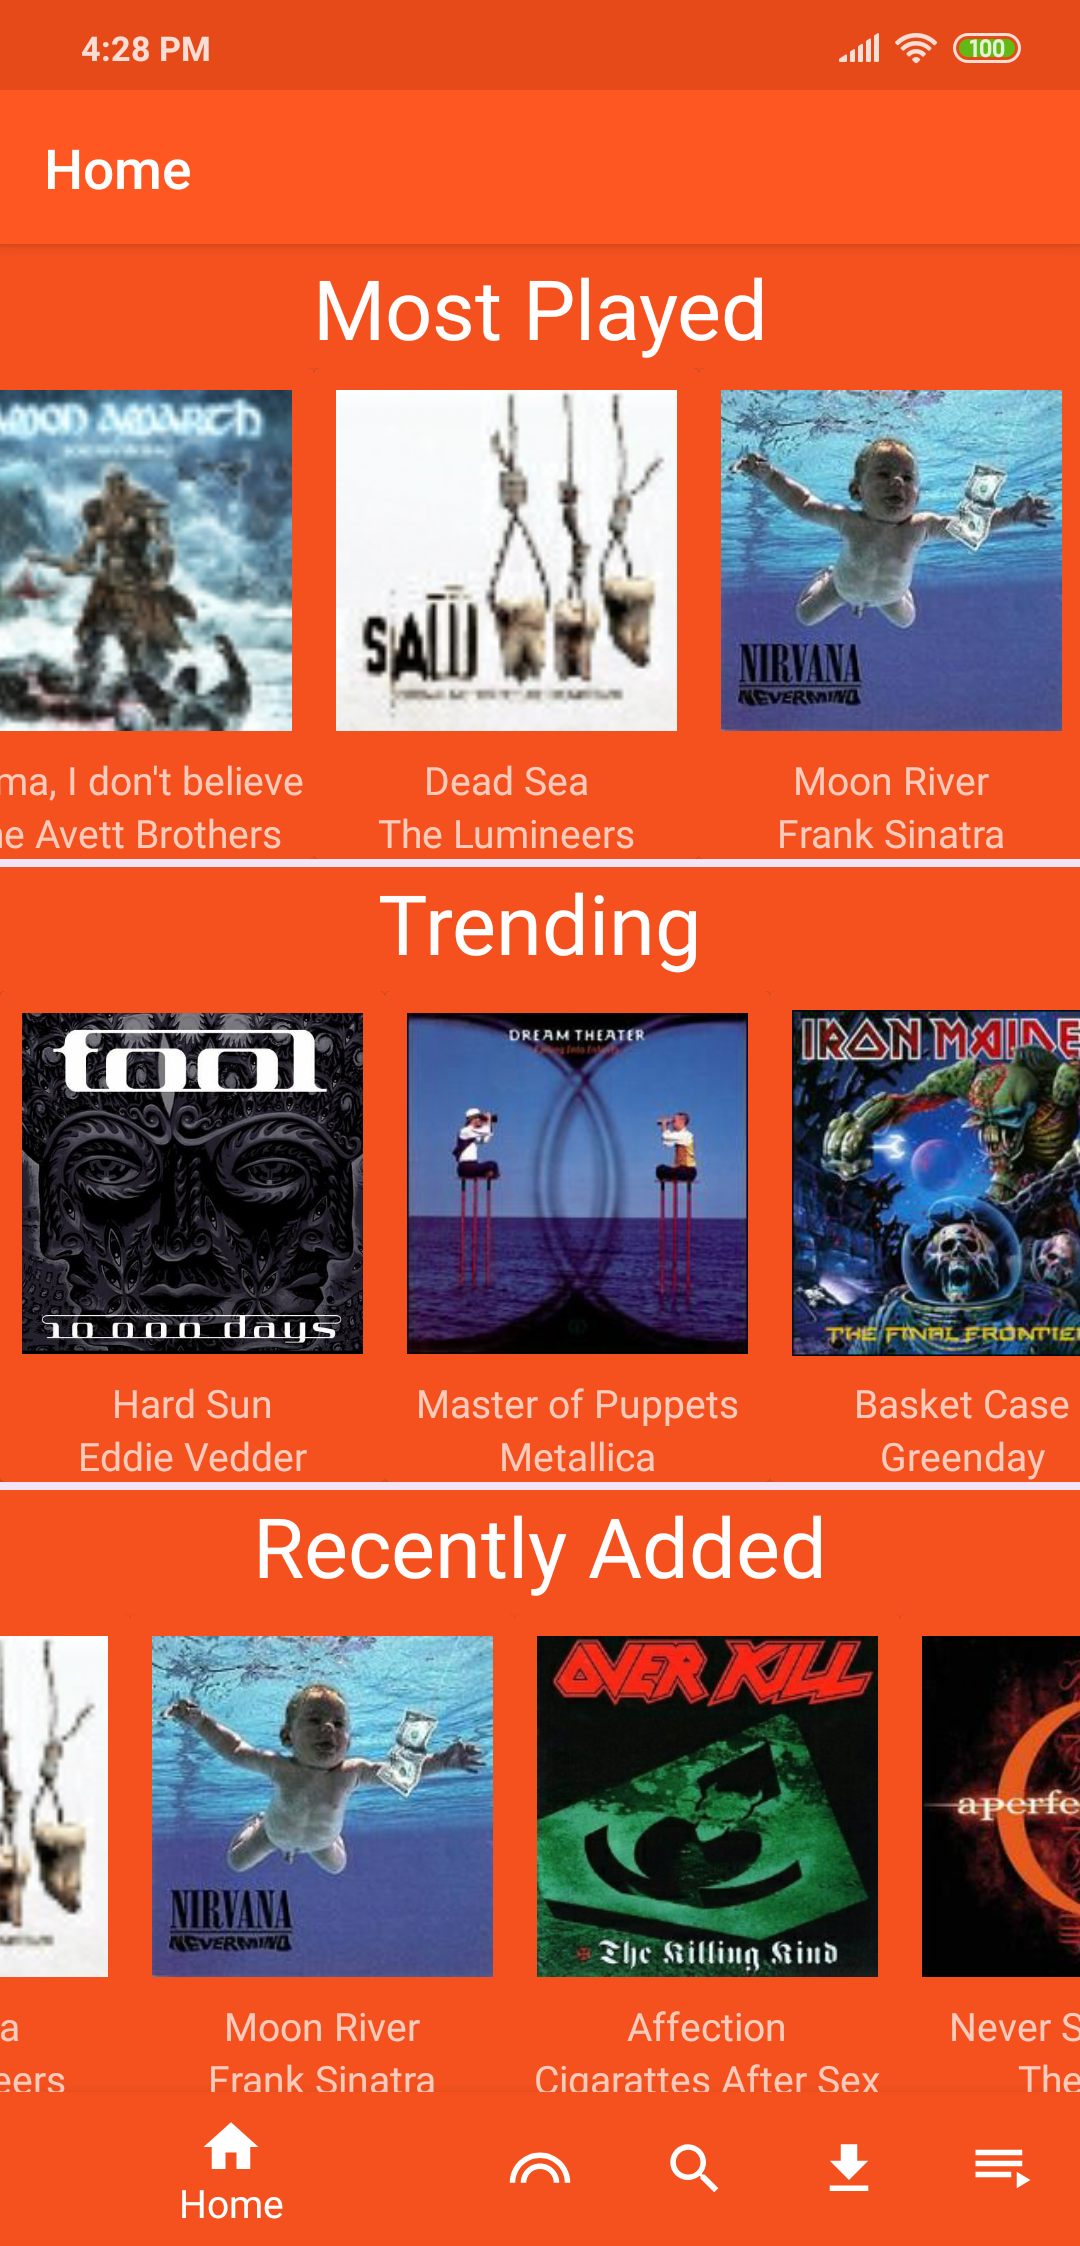 4:28 PM
100
Home
Most Played
AMON AMARTH
SAW
NIRVANA
NEVERMIND
ma, I don't believe
Dead Sea
Moon River
e Avett Brothers
The Lumineers
Frank Sinatra
Trending
TOOL
10,000 days
DREAM THEATER
Falling Into Infinity
IRON MAIDE
THE FINAL FRONTIE
Hard Sun
Master of Puppets
Basket Case
Eddie Vedder
Metallica
Greenday
Recently Added
NIRVANA
NEVERMIND
OVERKILL
The Killing Kind
aperfe
a
Moon River
Affection
Never S
eers
Frank Sinatra
Cigarattes After Sex
The
Home